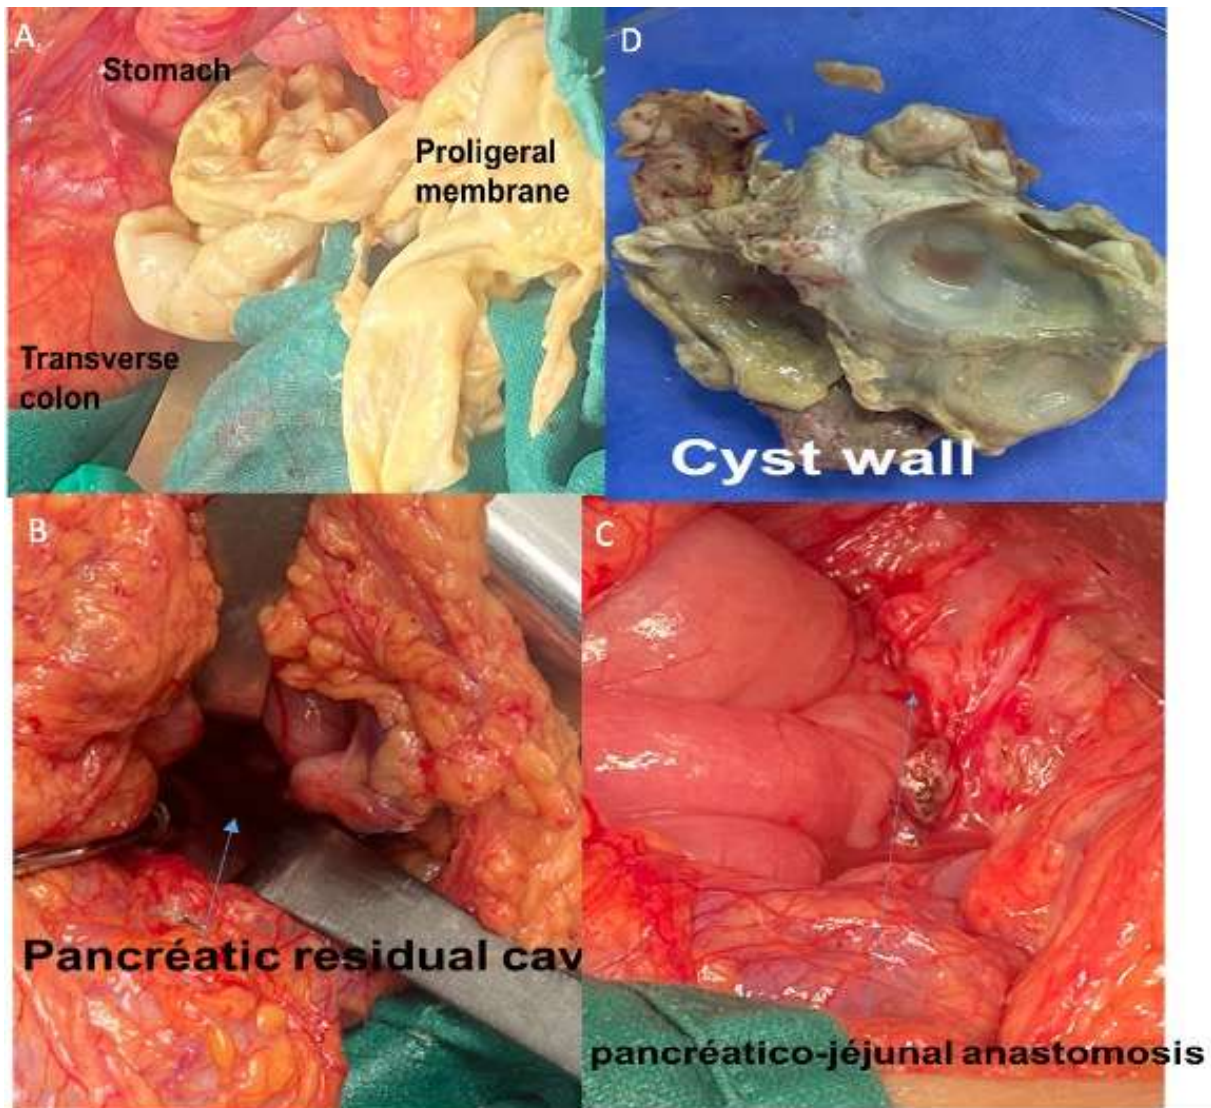 A
Stomach
Proligeral
membrane
Transverse
colon
D
Cyst wall
B
Pancréatic residual cav
C
pancréatico-jéjunal anastomosis